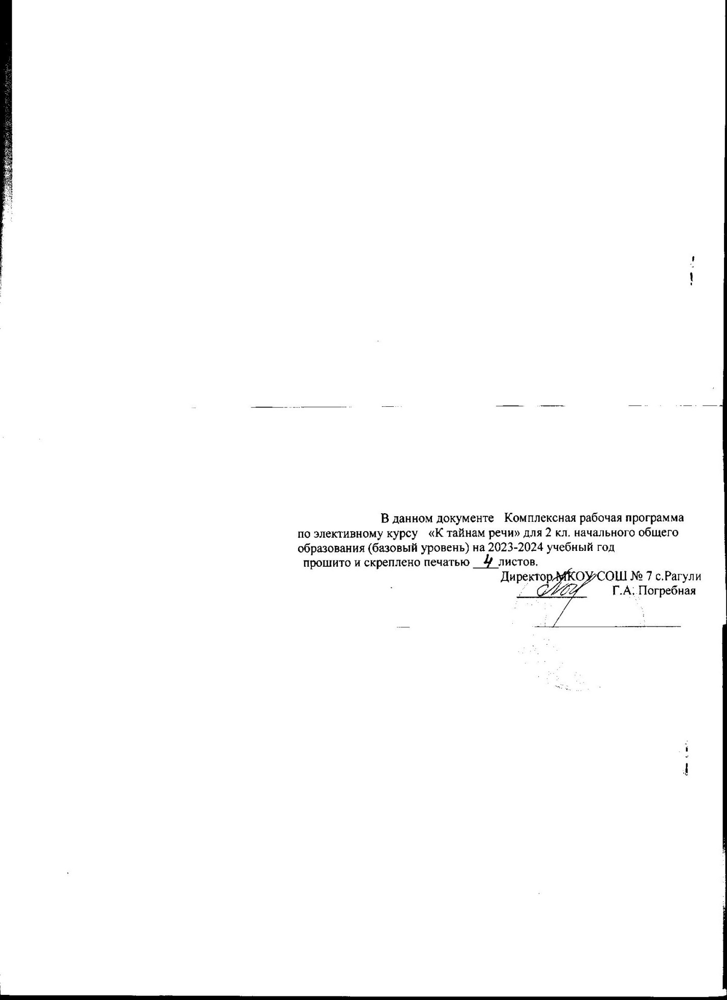 В данном документе Комплексная рабочая программа
по элективному курсу «К тайнам речи» для 2 кл. начального общего
образования (базовый уровень) на 2023-2024 учебный год
прошито и скреплено печатью 4 листов.
Директор МКОУ СОШ № 7 с.Рагули
Г.А. Погребная